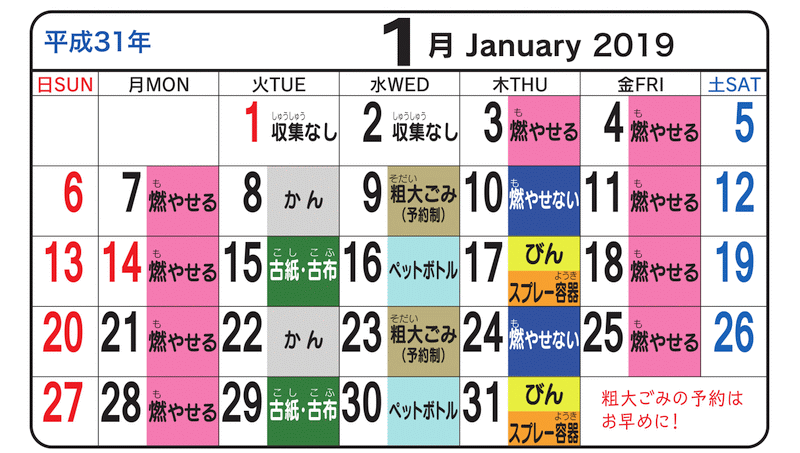 平成31年 1月 January 2019
日SUN 月MON 火TUE 水WED 木THU 金FRI 土SAT
しゅうしゅう しゅうしゅう も も
1 収集なし 2 収集なし 3 燃やせる 4 燃やせる 5
も そだい も も
6 7 燃やせる 8 かん 9 粗大ごみ 10 燃やせない 11 燃やせる 12
(予約制)
も こし こふ も
13 14 燃やせる 15 古紙・古布 16 ペットボトル 17 びん 18 燃やせる 19
ようき
スプレー容器
も そだい も も
20 21 燃やせる 22 かん 23 粗大ごみ 24 燃やせない 25 燃やせる 26
(予約制)
も こし こふ
27 28 燃やせる 29 古紙・古布 30 ペットボトル 31 びん
ようき
スプレー容器
粗大ごみの予約は
お早めに!